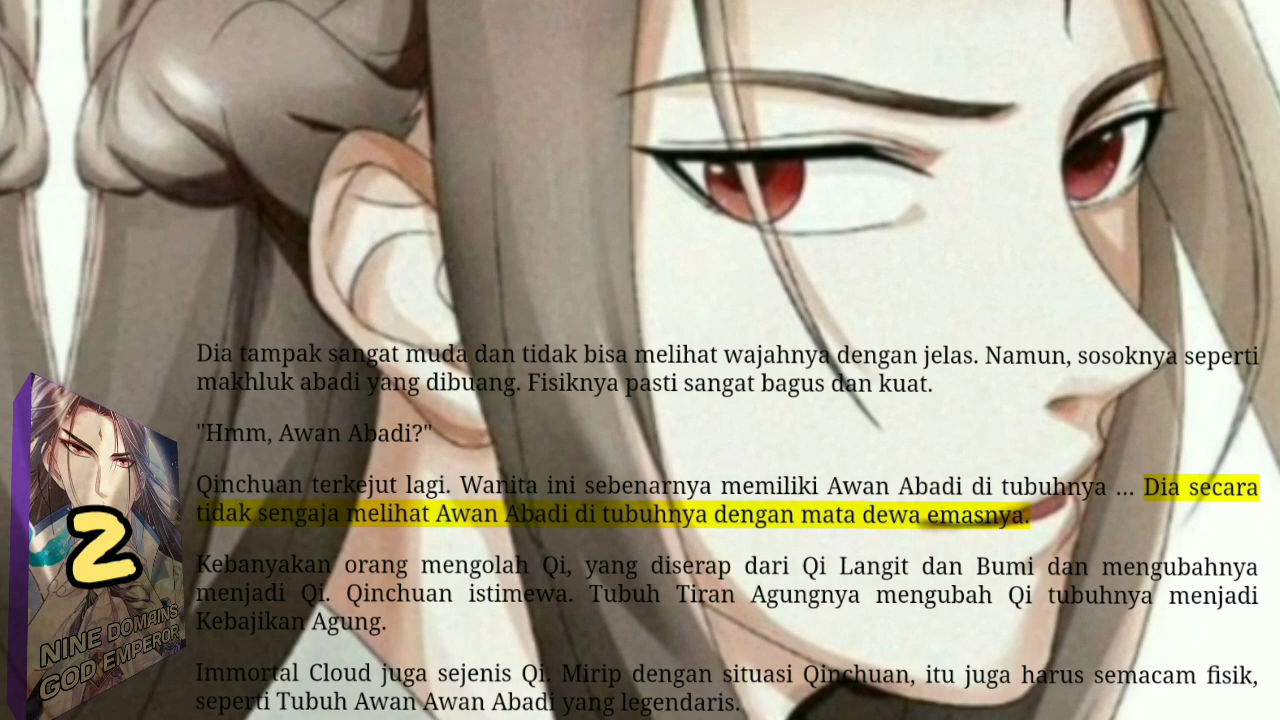 Dia tampak sangat muda dan tidak bisa melihat wajahnya dengan jelas. Namun, sosoknya seperti
makhluk abadi yang dibuang. Fisiknya pasti sangat bagus dan kuat.
"Hmm, Awan Abadi?"
Qinchuan terkejut lagi. Wanita ini sebenarnya memiliki Awan Abadi di tubuhnya ... Dia secara
tidak sengaja melihat Awan Abadi di tubuhnya dengan mata dewa emasnya.
Kebanyakan orang mengolah Qi, yang diserap dari Qi Langit dan Bumi dan mengubahnya
menjadi Qi. Qinchuan istimewa. Tubuh Tiran Agungnya mengubah Qi tubuhnya menjadi
Kebajikan Agung.
Immortal Cloud juga sejenis Qi. Mirip dengan situasi Qinchuan, itu juga harus semacam fisik,
seperti Tubuh Awan Awan Abadi yang legendaris.
2
NINE DOMAINS
GOD EMPEROR